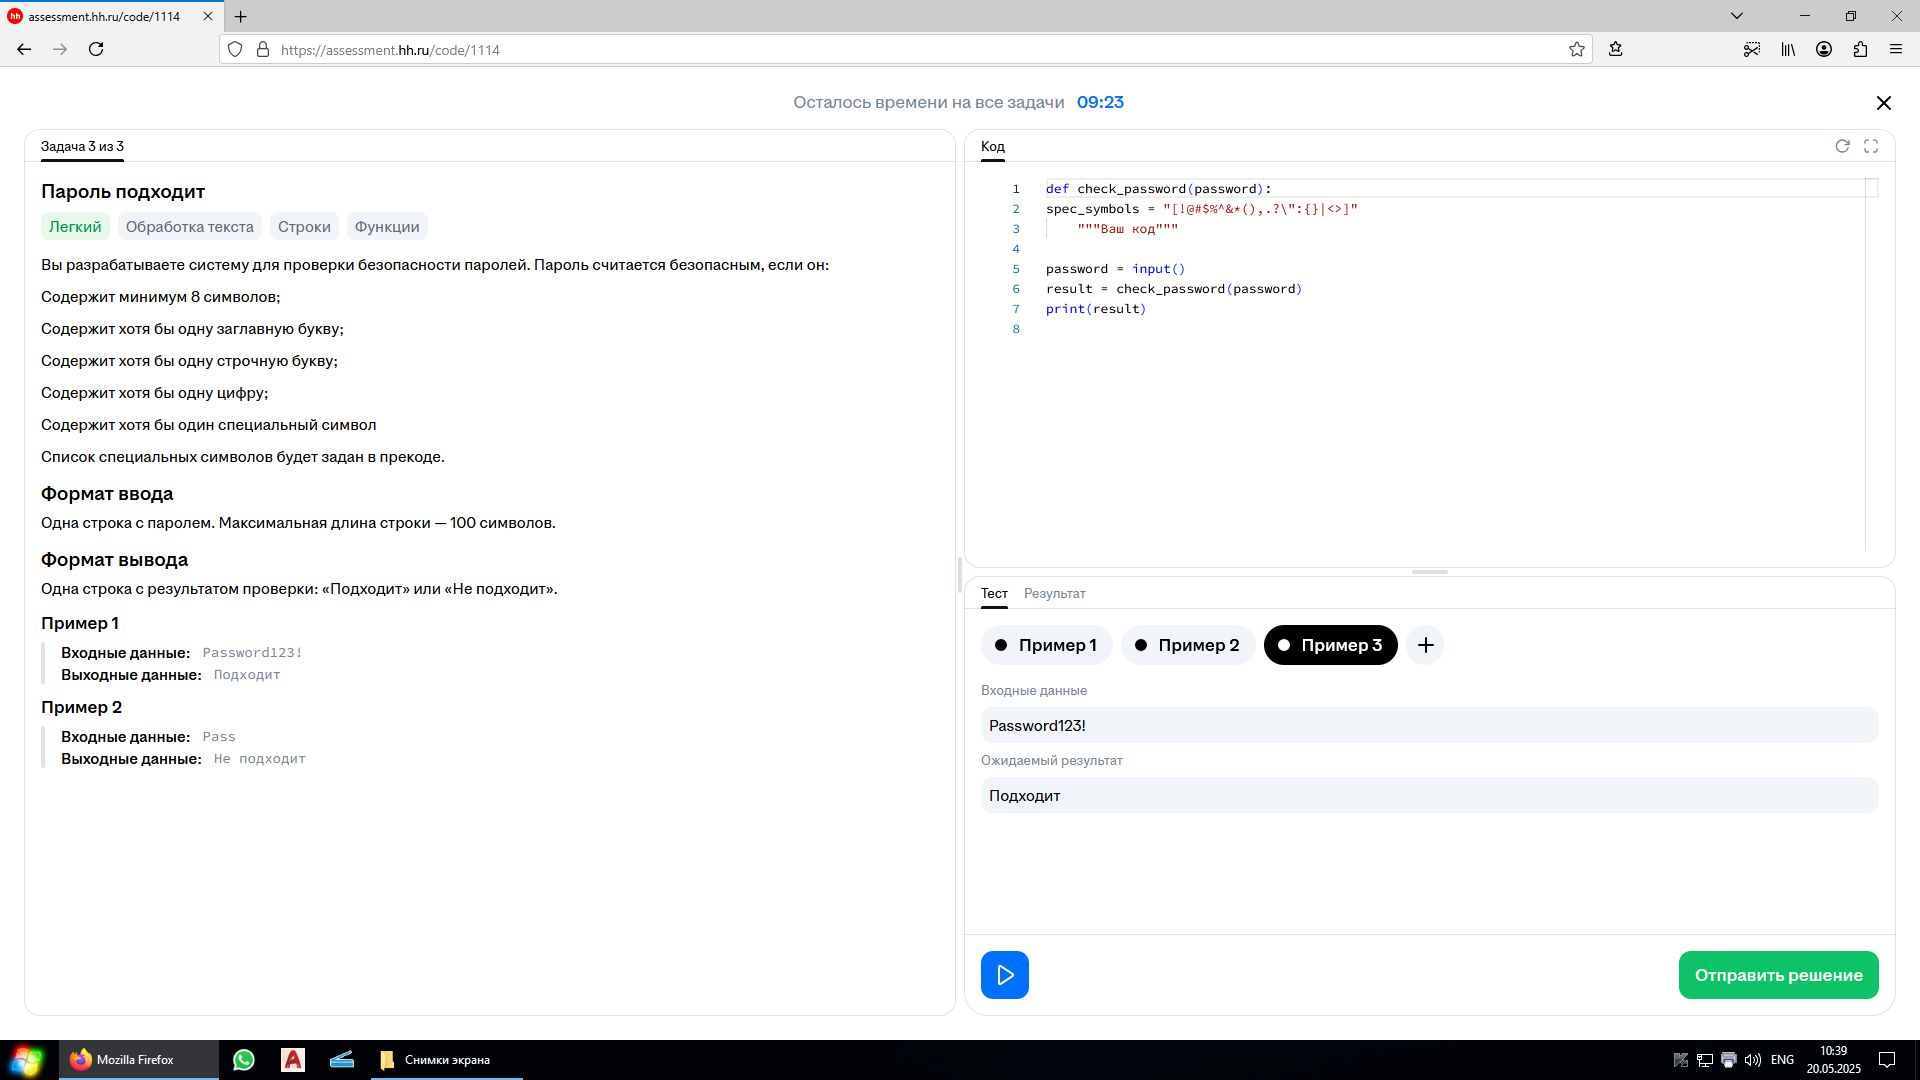 assessment.hh.ru/code/1114
https://assessment.hh.ru/code/1114
Осталось времени на все задачи 09:23
Задача 3 из 3
Пароль подходит
Легкий Обработка текста Строки Функции
Вы разрабатываете систему для проверки безопасности паролей. Пароль считается безопасным, если он:
Содержит минимум 8 символов;
Содержит хотя бы одну заглавную букву;
Содержит хотя бы одну строчную букву;
Содержит хотя бы одну цифру;
Содержит хотя бы один специальный символ
Список специальных символов будет задан в прекоде.
Формат ввода
Одна строка с паролем. Максимальная длина строки — 100 символов.
Формат вывода
Одна строка с результатом проверки: «Подходит» или «Не подходит».
Пример 1
Входные данные: Password123!
Выходные данные: Подходит
Пример 2
Входные данные: Pass
Выходные данные: Не подходит
Код
1 def check_password(password):
2 spec_symbols = "[!@#$%^&*(),.?\":{}|<>]"
3     """Ваш код"""
4
5 password = input()
6 result = check_password(password)
7 print(result)
8
Тест Результат
Пример 1 Пример 2 Пример 3
Входные данные
Password123!
Ожидаемый результат
Подходит
Отправить решение
Mozilla Firefox
Снимки экрана
ENG
10:39
20.05.2025